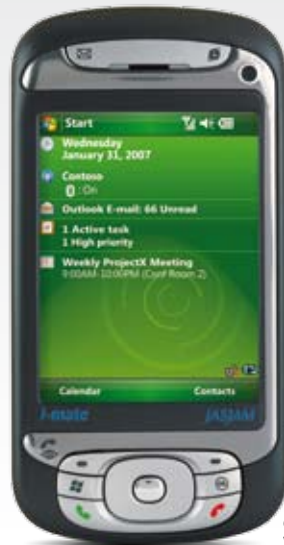 Start
Wednesday
January 31, 2007
Contoso
: On
Outlook E-mail: 66 Unread
1 Active task
1 High priority
Weekly ProjectX Meeting
9:00AM-10:00PM (Conf Room 2)
Calendar
Contacts
i-mate
JASJAM